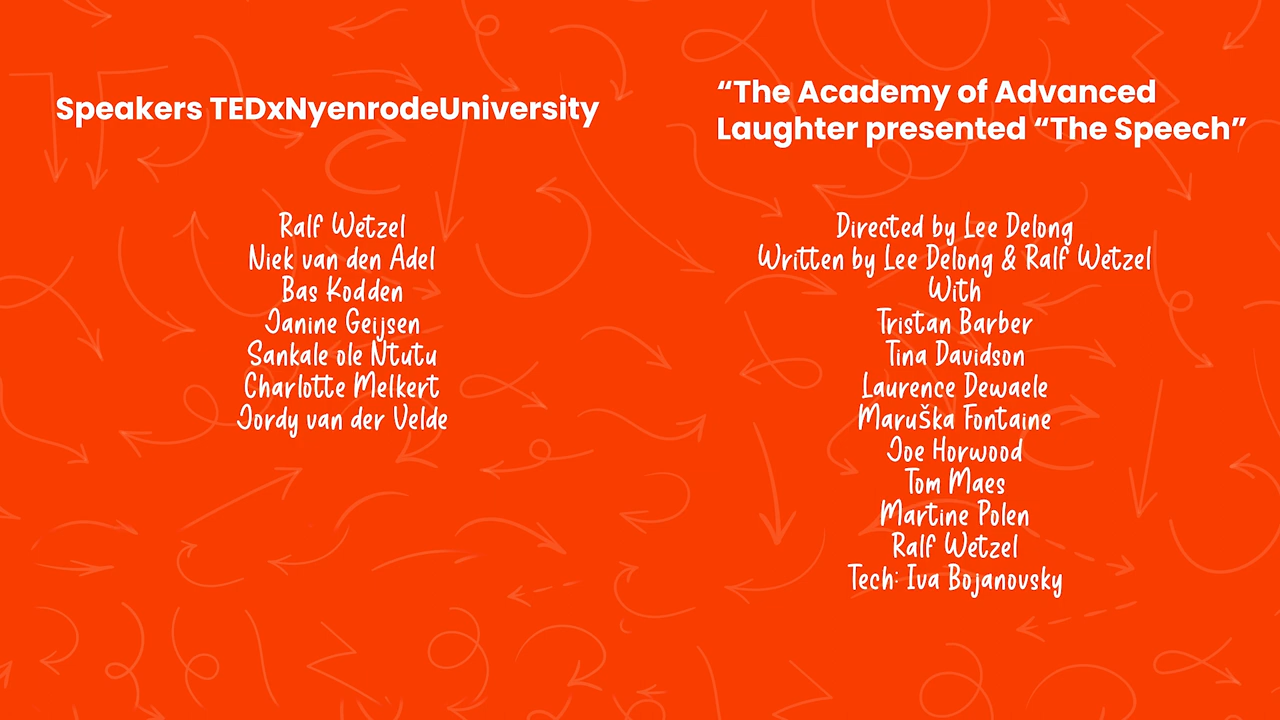 Speakers TEDxNyenrodeUniversity
Ralf Wetzel
Niek van den Adel
Bas Kodden
Janine Geijsen
Sankale ole Ntutu
Charlotte Melkert
Jordy van der Velde
“The Academy of Advanced
Laughter presented “The Speech”
Directed by Lee Delong
Written by Lee Delong & Ralf Wetzel
With
Tristan Barber
Tina Davidson
Laurence Dewaele
Maruška Fontaine
Joe Horwood
Tom Maes
Martine Polen
Ralf Wetzel
Tech: Iva Bojanovsky